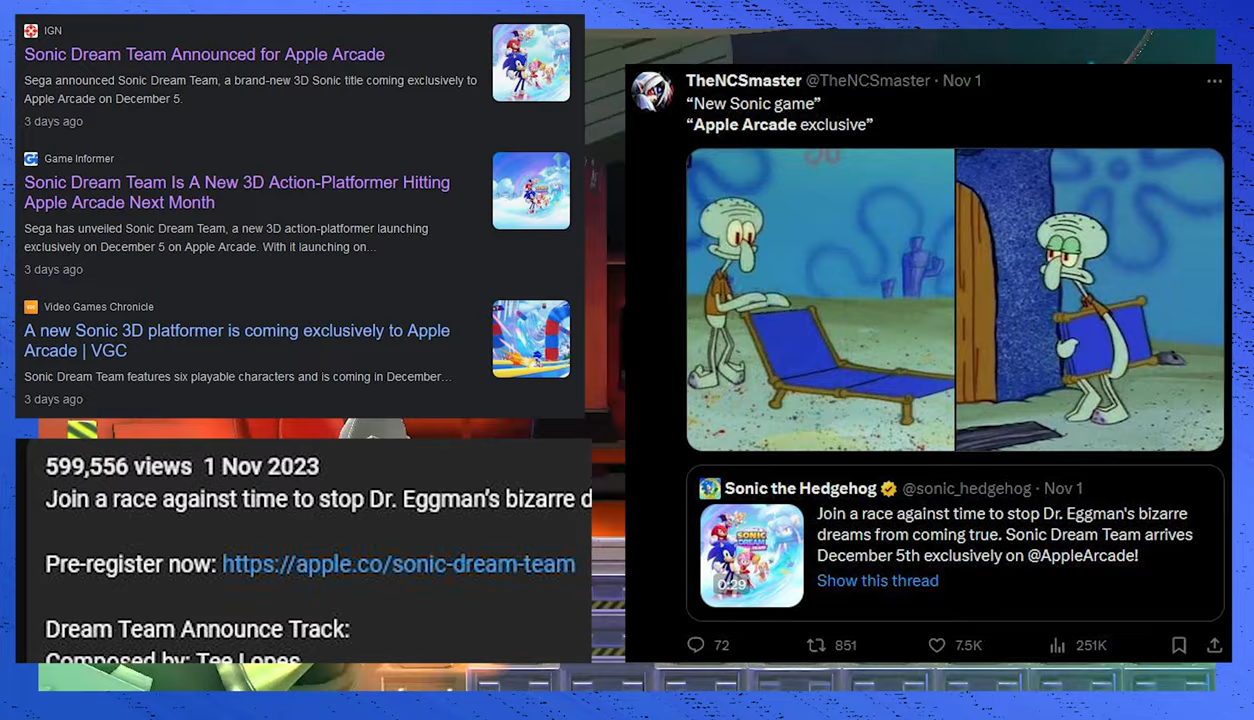 IGN
Sonic Dream Team Announced for Apple Arcade
Sega announced Sonic Dream Team, a brand-new 3D Sonic title coming exclusively to
Apple Arcade on December 5.
3 days ago
Game Informer
Sonic Dream Team Is A New 3D Action-Platformer Hitting
Apple Arcade Next Month
Sega has unveiled Sonic Dream Team, a new 3D action-platformer launching
exclusively on December 5 on Apple Arcade. With it launching on...
3 days ago
Video Games Chronicle
A new Sonic 3D platformer is coming exclusively to Apple
Arcade | VGC
Sonic Dream Team features six playable characters and is coming in December...
3 days ago
599,556 views 1 Nov 2023
Join a race against time to stop Dr. Eggman's bizarre d
Pre-register now: https://apple.co/sonic-dream-team
Dream Team Announce Track:
Composed by: Tee Lopes
TheNCSmaster @TheNCSmaster · Nov 1
“New Sonic game”
“Apple Arcade exclusive”
Sonic the Hedgehog @sonic_hedgehog · Nov 1
Join a race against time to stop Dr. Eggman's bizarre
dreams from coming true. Sonic Dream Team arrives
December 5th exclusively on @AppleArcade!
Show this thread
SONIC
DREAM
TEAM
0:29
72
851
7.5K
251K